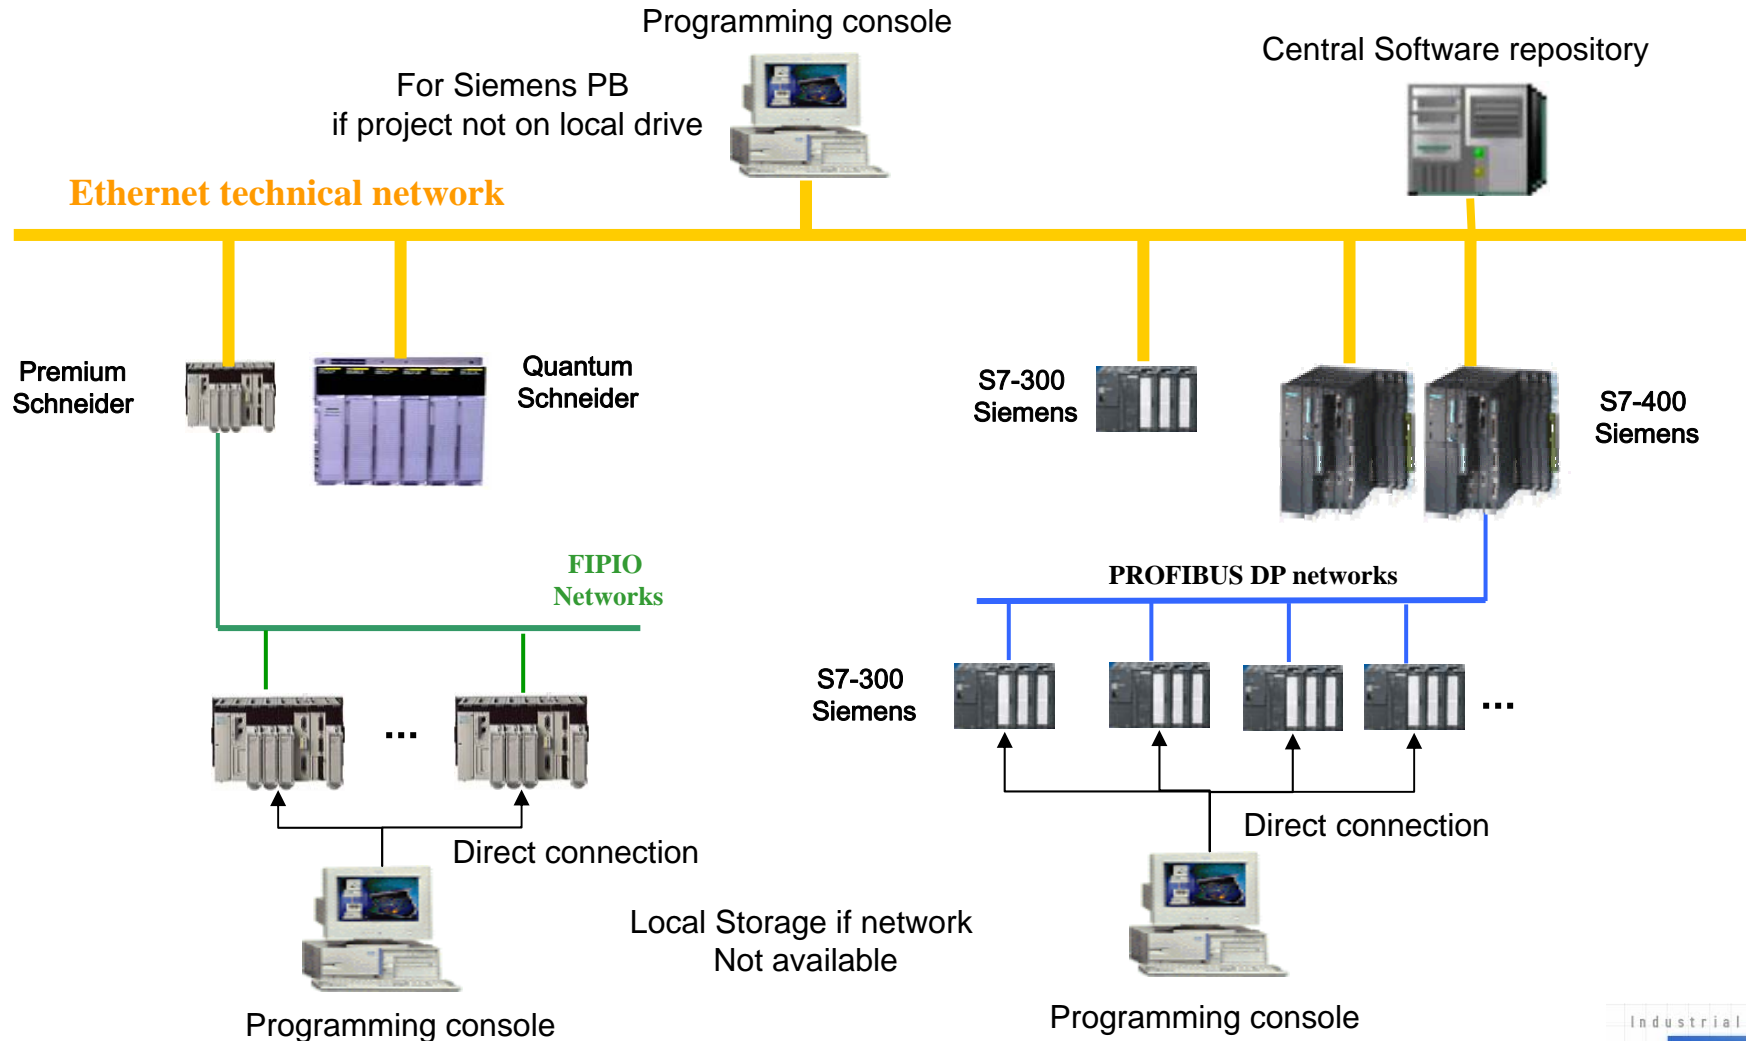 Programming console
Central Software repository
For Siemens PB
if project not on local drive
Ethernet technical network
Premium
Schneider
Quantum
Schneider
S7-300
Siemens
S7-400
Siemens
FIPIO
Networks
PROFIBUS DP networks
S7-300
Siemens
...
...
Direct connection
Direct connection
Local Storage if network
Not available
Programming console
Programming console
Industrial